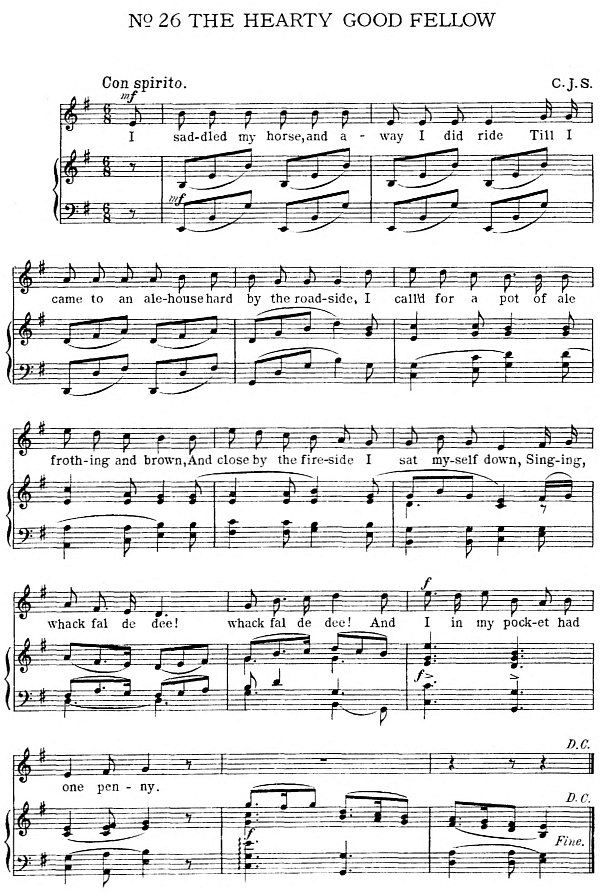 No 26 THE HEARTY GOOD FELLOW
Con spirito.
C. J. S.
mf
I sad-dled my horse, and a - way I did ride Till I
mf
came to an ale-house hard by the road-side, I call'd for a pot of ale
froth-ing and brown, And close by the fire-side I sat my-self down, Sing-ing,
whack fal de dee! whack fal de dee! And I in my pock-et had
f
f
one pen - ny.
D.C.
D.C.
f
Fine.